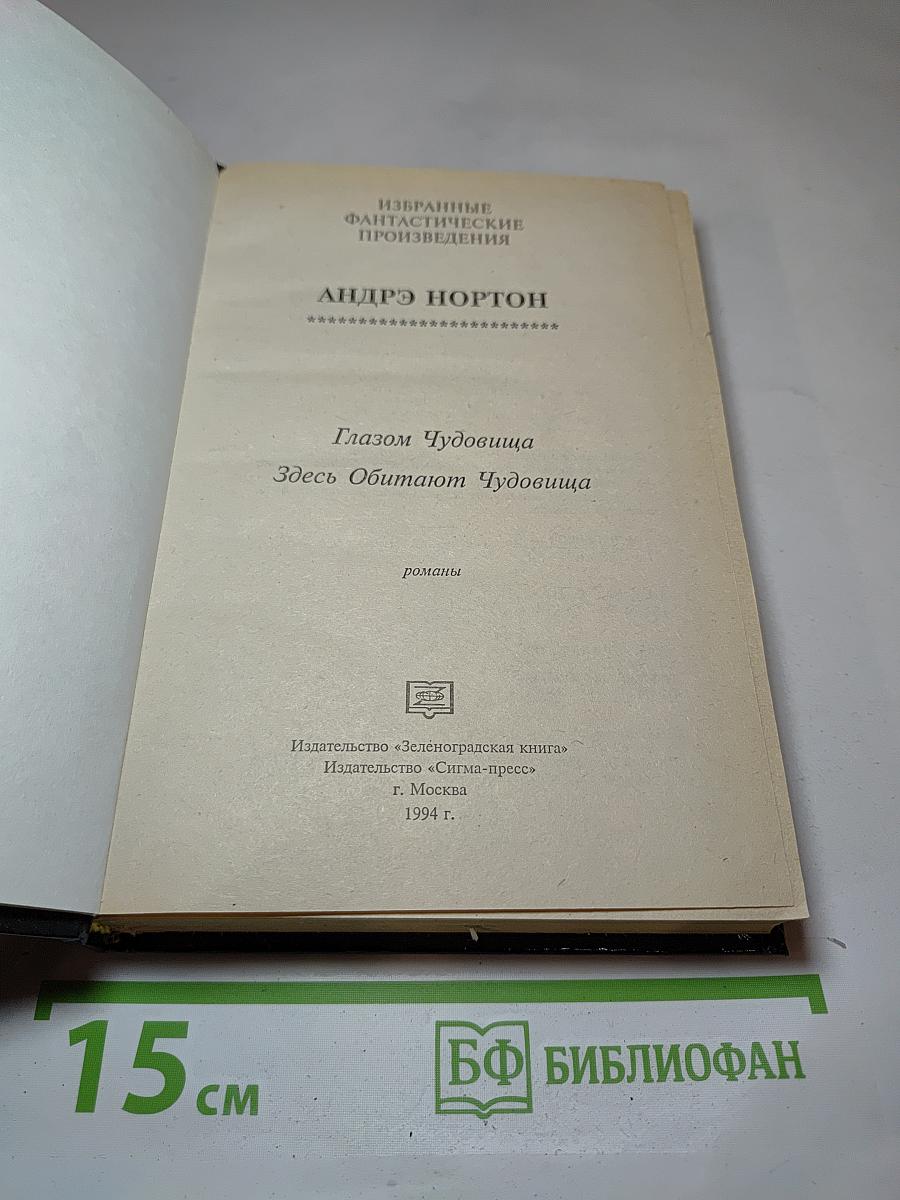 ИЗБРАННЫЕ
ФАНТАСТИЧЕСКИЕ
ПРОИЗВЕДЕНИЯ
АНДРЭ НОРТОН
************************
Глазом Чудовища
Здесь Обитают Чудовища
романы
Издательство «Зеленоградская книга»
Издательство «Сигма-пресс»
г. Москва
1994 г.
15 см
БФ БИБЛИОФАН